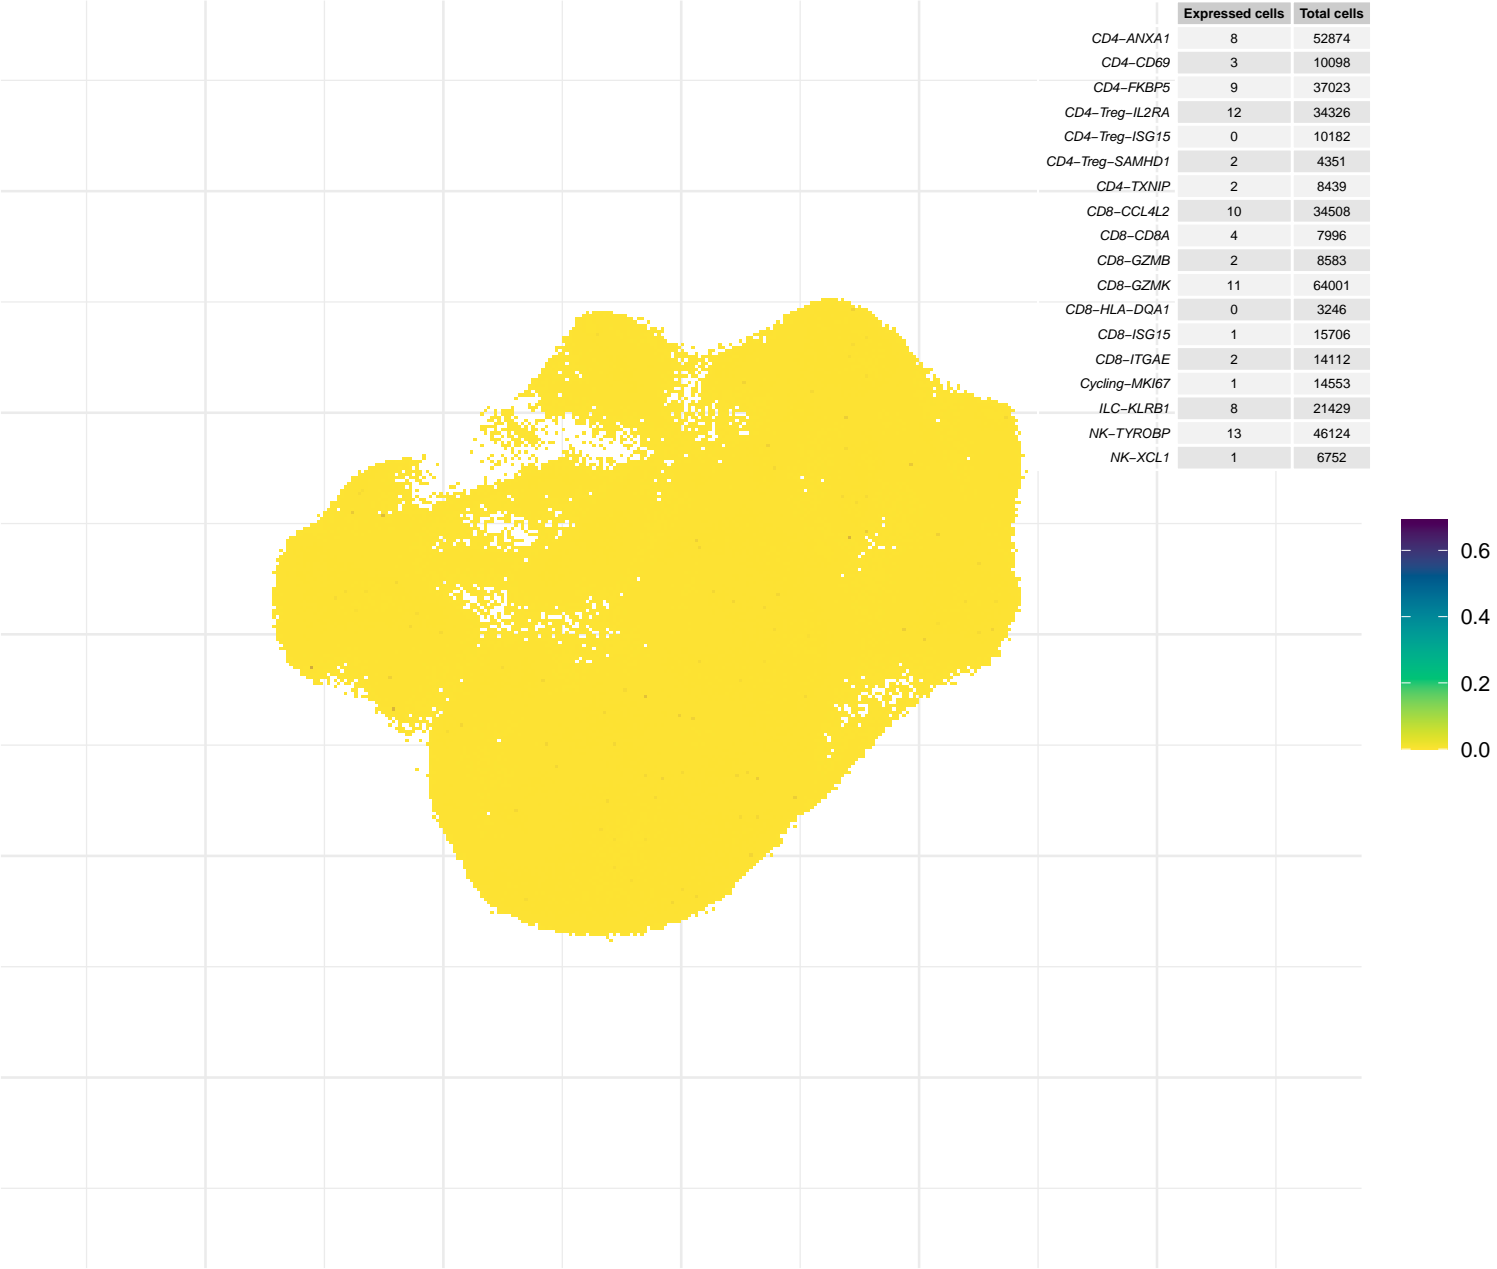 Expressed cells Total cells
CD4−ANXA1 8 52874
CD4−CD69 3 10098
CD4−FKBP5 9 37023
CD4−Treg−IL2RA 12 34326
CD4−Treg−ISG15 0 10182
CD4−Treg−SAMHD1 2 4351
CD4−TXNIP 2 8439
CD8−CCL4L2 10 34508
CD8−CD8A 4 7996
CD8−GZMB 2 8583
CD8−GZMK 11 64001
CD8−HLA−DQA1 0 3246
CD8−ISG15 1 15706
CD8−ITGAE 2 14112
Cycling−MKI67 1 14553
ILC−KLRB1 8 21429
NK−TYROBP 13 46124
NK−XCL1 1 6752
0.6
0.4
0.2
0.0